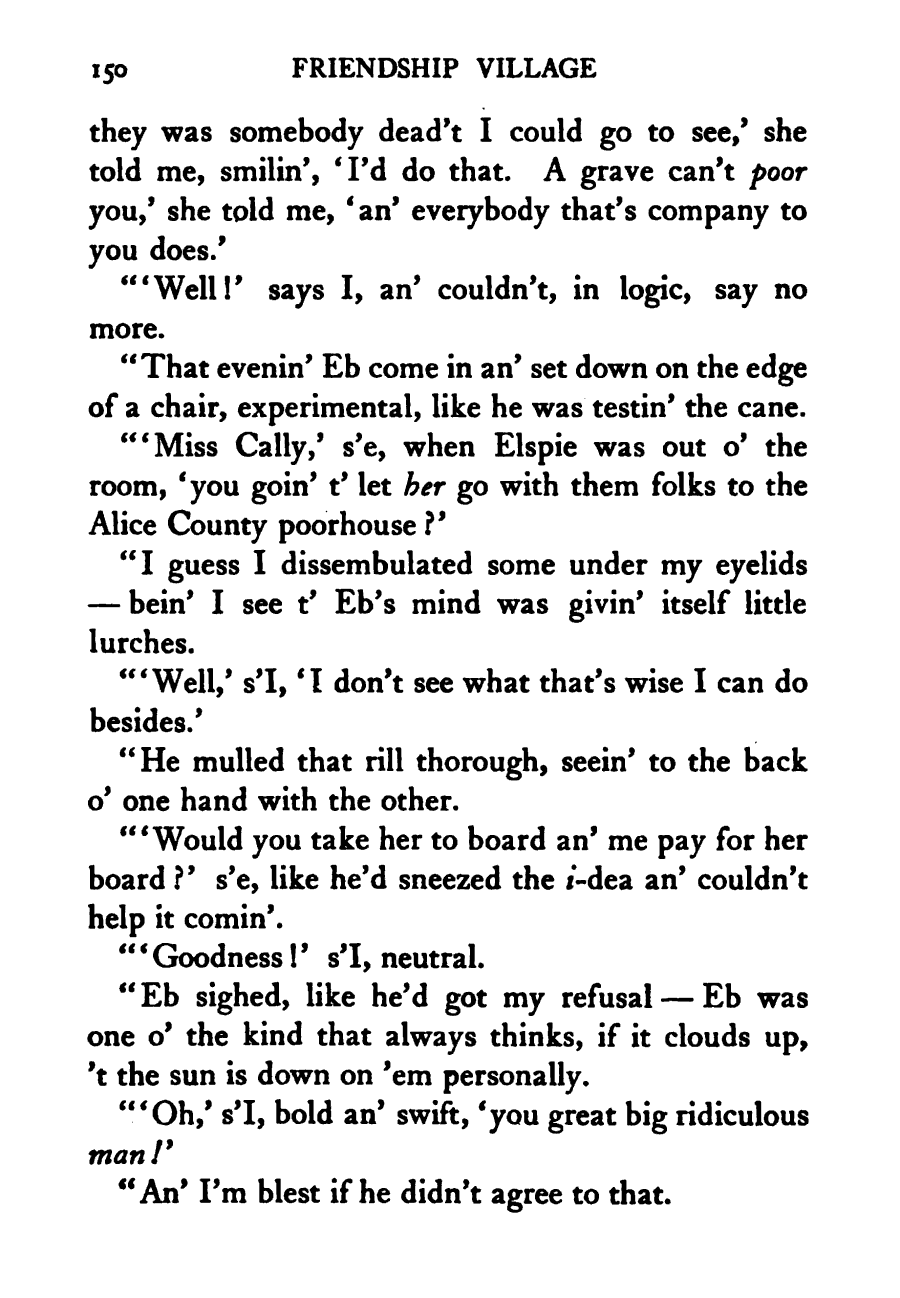 150 FRIENDSHIP VILLAGE
they was somebody dead't I could go to see,' she
told me, smilin', 'I'd do that. A grave can't poor
you,' she told me, 'an' everybody that's company to
you does.'
"'Well!' says I, an' couldn't, in logic, say no
more.
"That evenin' Eb come in an' set down on the edge
of a chair, experimental, like he was testin' the cane.
"'Miss Cally,' s'e, when Elspie was out o' the
room, 'you goin' t' let her go with them folks to the
Alice County poorhouse?'
"I guess I dissembulated some under my eyelids
— bein' I see t' Eb's mind was givin' itself little
lurches.
"'Well,' s'I, 'I don't see what that's wise I can do
besides.'
"He mulled that rill thorough, seein' to the back
o' one hand with the other.
"'Would you take her to board an' me pay for her
board?' s'e, like he'd sneezed the i-dea an' couldn't
help it comin'.
"'Goodness!' s'I, neutral.
"Eb sighed, like he'd got my refusal — Eb was
one o' the kind that always thinks, if it clouds up,
't the sun is down on 'em personally.
"'Oh,' s'I, bold an' swift, 'you great big ridiculous
man!'
"An' I'm blest if he didn't agree to that.